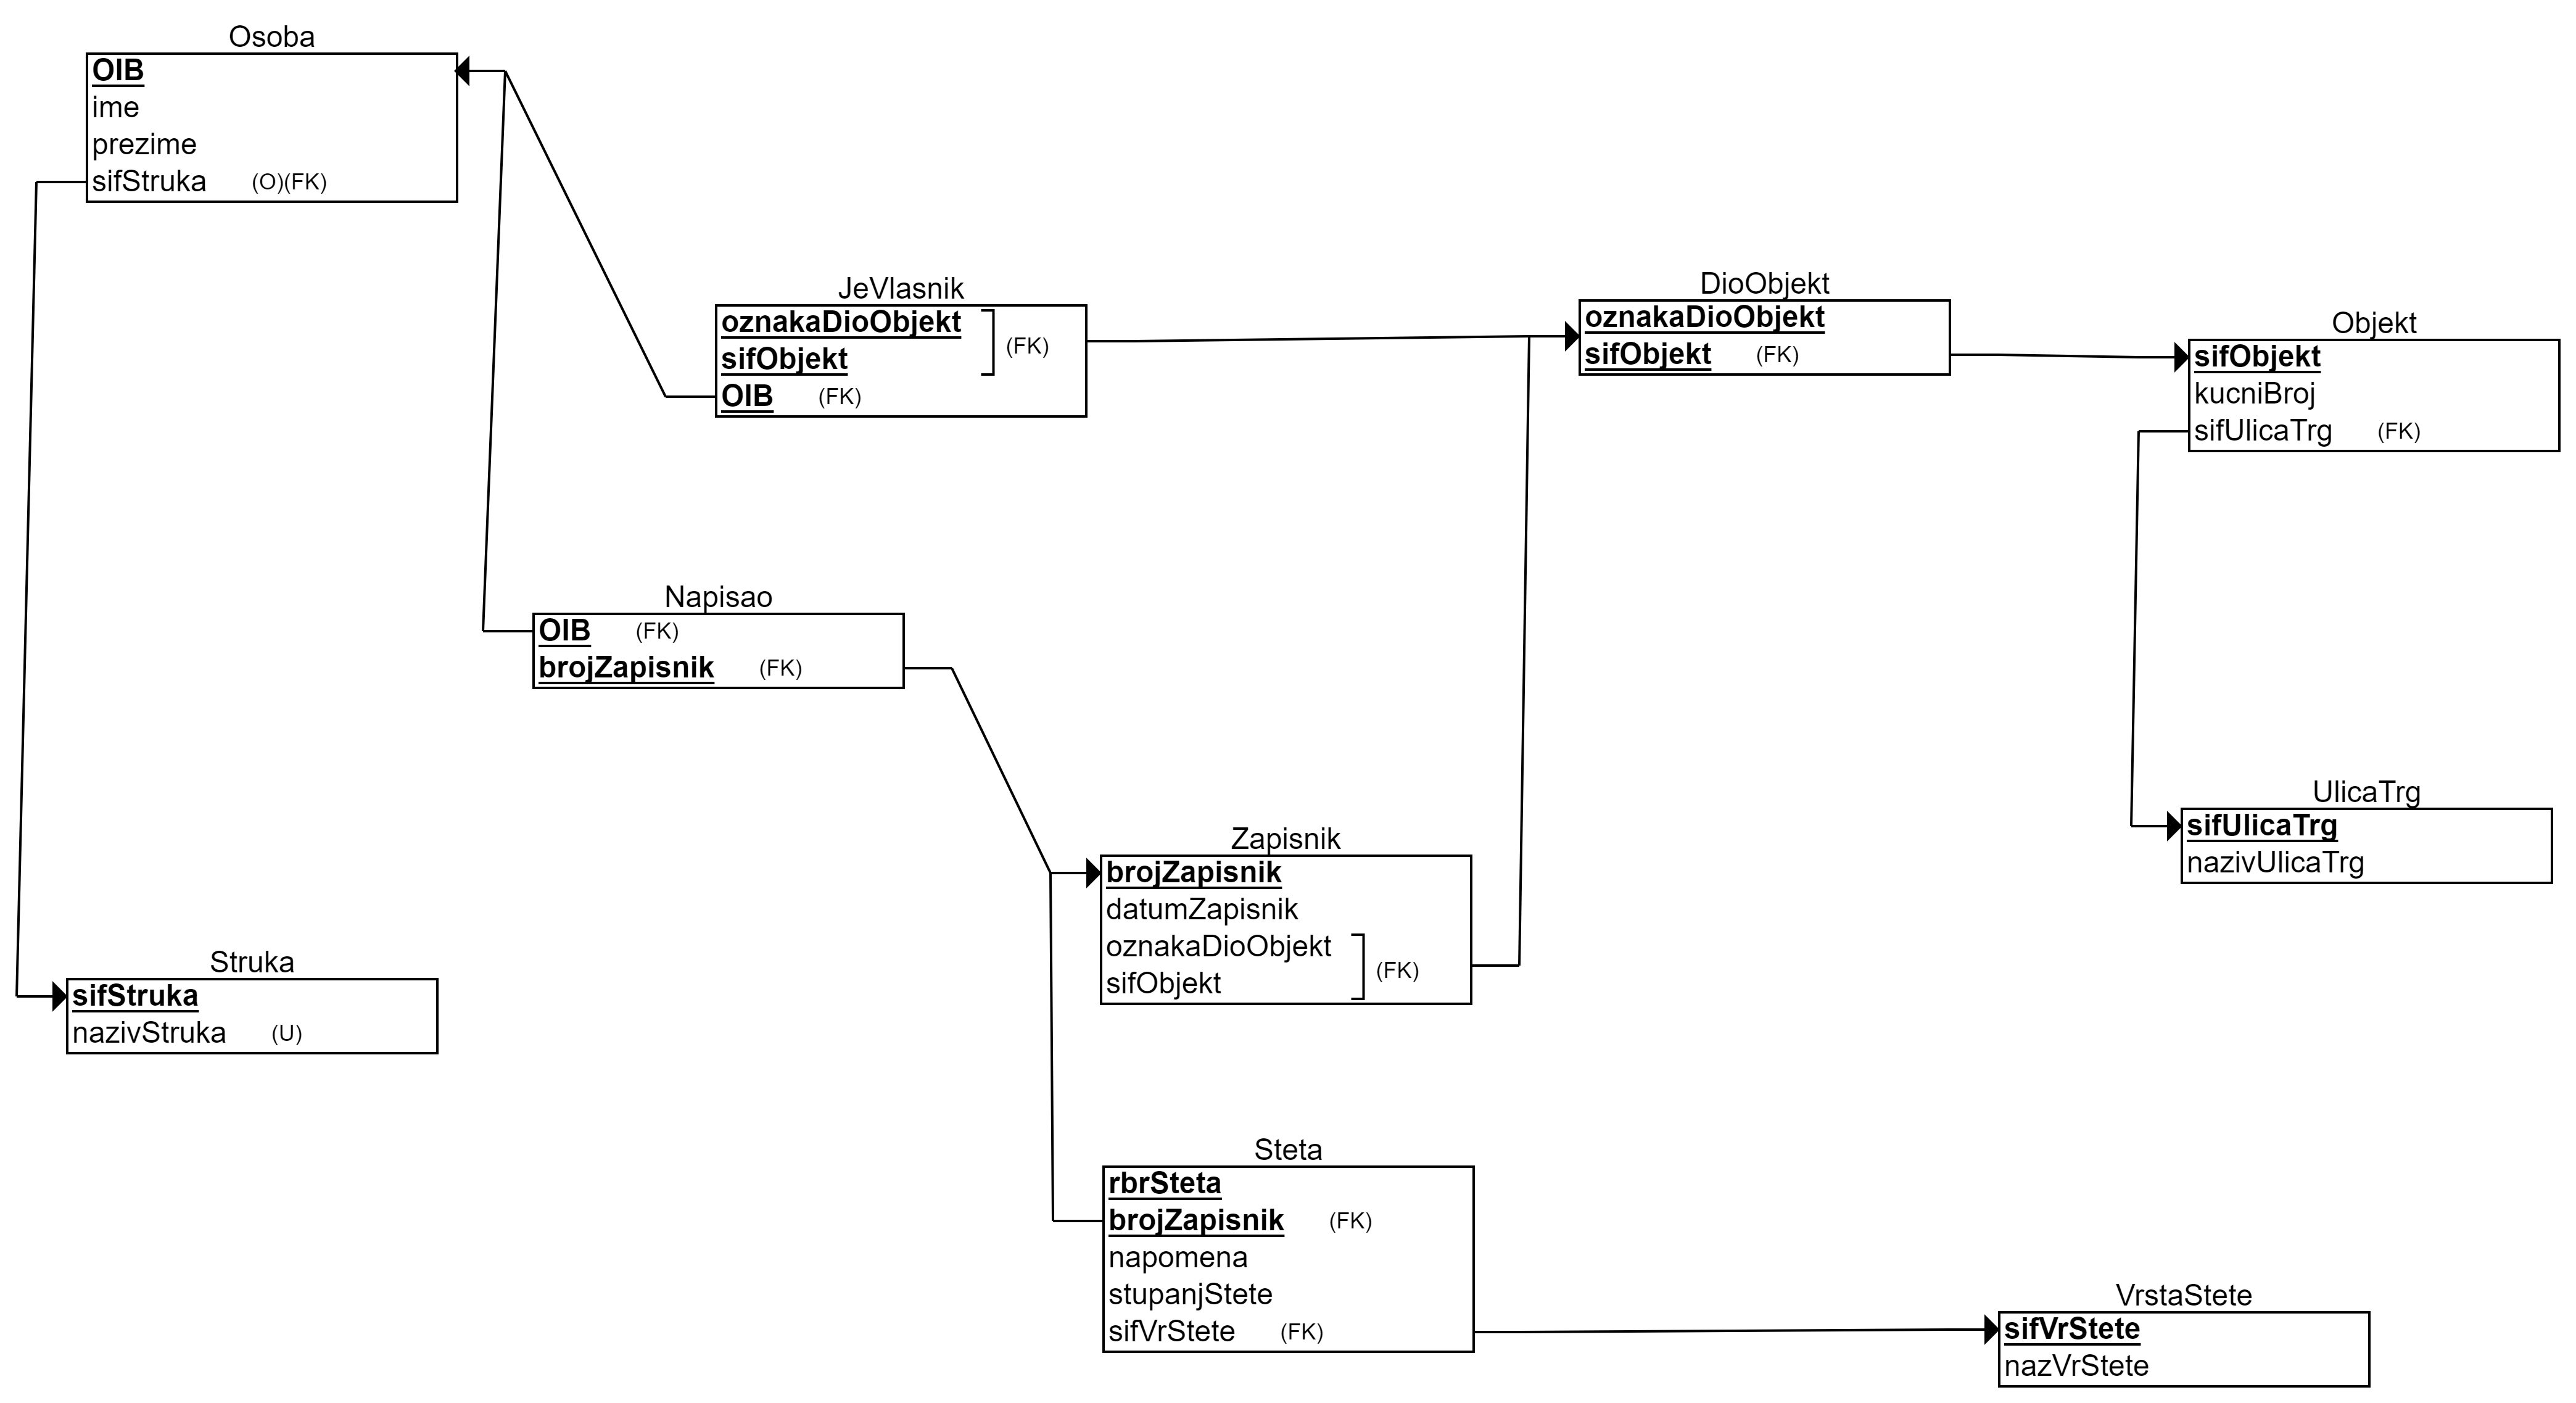 Osoba
OIB
ime
prezime
sifStruka (O)(FK)
JeVlasnik
oznakaDioObjekt
sifObjekt
(FK)
OIB (FK)
DioObjekt
oznakaDioObjekt
sifObjekt (FK)
Objekt
sifObjekt
kucniBroj
sifUlicaTrg (FK)
Napisao
OIB (FK)
brojZapisnik (FK)
UlicaTrg
sifUlicaTrg
nazivUlicaTrg
Zapisnik
brojZapisnik
datumZapisnik
oznakaDioObjekt
sifObjekt
(FK)
Struka
sifStruka
nazivStruka (U)
Steta
rbrSteta
brojZapisnik (FK)
napomena
stupanjStete
sifVrStete (FK)
VrstaStete
sifVrStete
nazVrStete